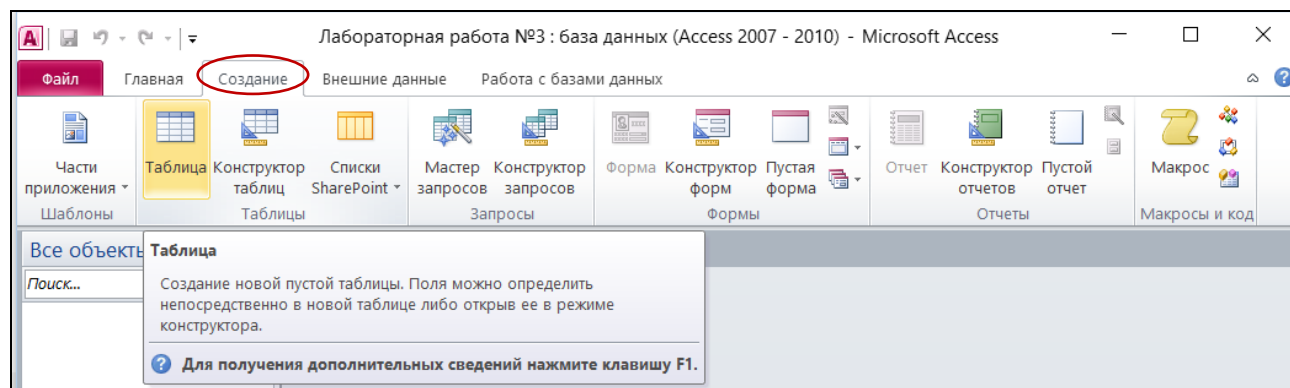 Лабораторная работа №3 : база данных (Access 2007 - 2010) - Microsoft Access
Файл Главная Создание Внешние данные Работа с базами данных
Части приложения Таблица Конструктор таблиц Списки SharePoint Мастер запросов Конструктор запросов Форма Конструктор форм Пустая форма Отчет Конструктор отчетов Пустой отчет Макрос
Шаблоны Таблицы Запросы Формы Отчеты Макросы и код
Все объекты
Поиск...
Таблица
Создание новой пустой таблицы. Поля можно определить
непосредственно в новой таблице либо открыв ее в режиме
конструктора.
Для получения дополнительных сведений нажмите клавишу F1.